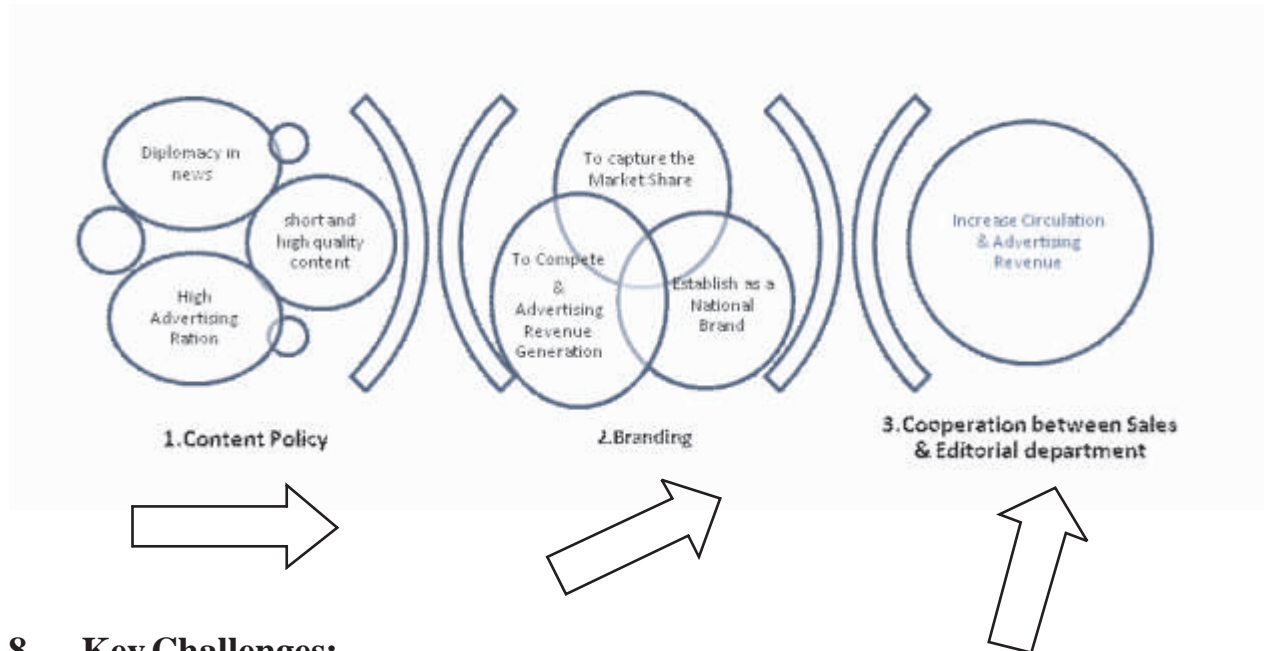 Diplomacy in
news
short and
high quality
content
High
Advertising
Ration
1.Content Policy
To capture the
Market Share
To Compete
&
Advertising
Revenue
Generation
Establish as a
National
Brand
2.Branding
Increase Circulation
& Advertising
Revenue
3.Cooperation between Sales
& Editorial department
8. Key Challenges: